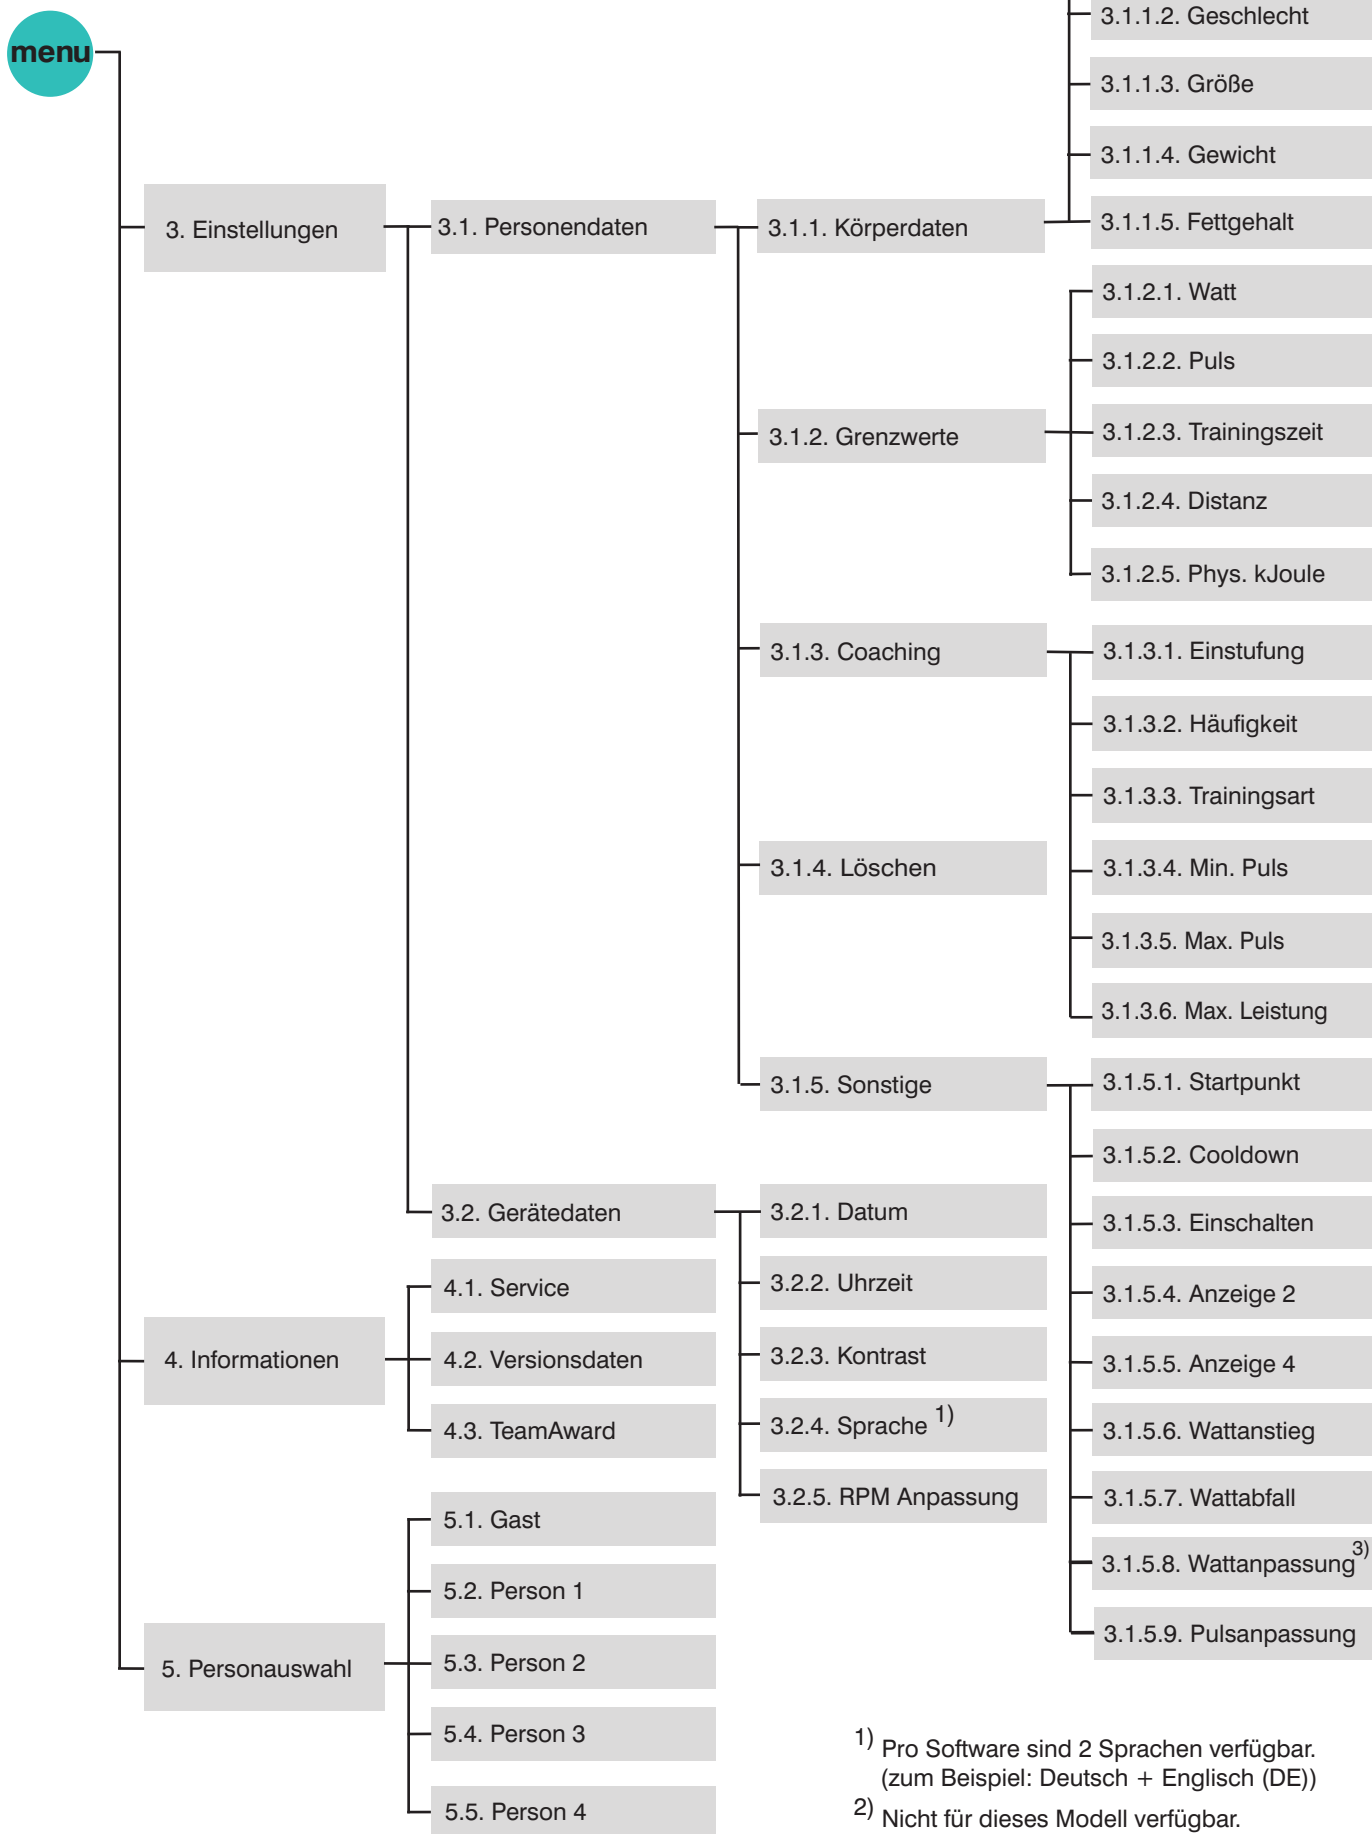 menu
3. Einstellungen
3.1. Personendaten
3.1.1. Körperdaten
3.1.1.2. Geschlecht
3.1.1.3. Größe
3.1.1.4. Gewicht
3.1.1.5. Fettgehalt
3.1.2. Grenzwerte
3.1.2.1. Watt
3.1.2.2. Puls
3.1.2.3. Trainingszeit
3.1.2.4. Distanz
3.1.2.5. Phys. kJoule
3.1.3. Coaching
3.1.3.1. Einstufung
3.1.3.2. Häufigkeit
3.1.3.3. Trainingsart
3.1.3.4. Min. Puls
3.1.3.5. Max. Puls
3.1.3.6. Max. Leistung
3.1.4. Löschen
3.1.5. Sonstige
3.1.5.1. Startpunkt
3.1.5.2. Cooldown
3.1.5.3. Einschalten
3.1.5.4. Anzeige 2
3.1.5.5. Anzeige 4
3.1.5.6. Wattanstieg
3.1.5.7. Wattabfall
3.1.5.8. Wattanpassung 3)
3.1.5.9. Pulsanpassung
3.2. Gerätedaten
3.2.1. Datum
3.2.2. Uhrzeit
3.2.3. Kontrast
3.2.4. Sprache 1)
3.2.5. RPM Anpassung
4. Informationen
4.1. Service
4.2. Versionsdaten
4.3. TeamAward
5. Personauswahl
5.1. Gast
5.2. Person 1
5.3. Person 2
5.4. Person 3
5.5. Person 4
1) Pro Software sind 2 Sprachen verfügbar.
(zum Beispiel: Deutsch + Englisch (DE))
2) Nicht für dieses Modell verfügbar.